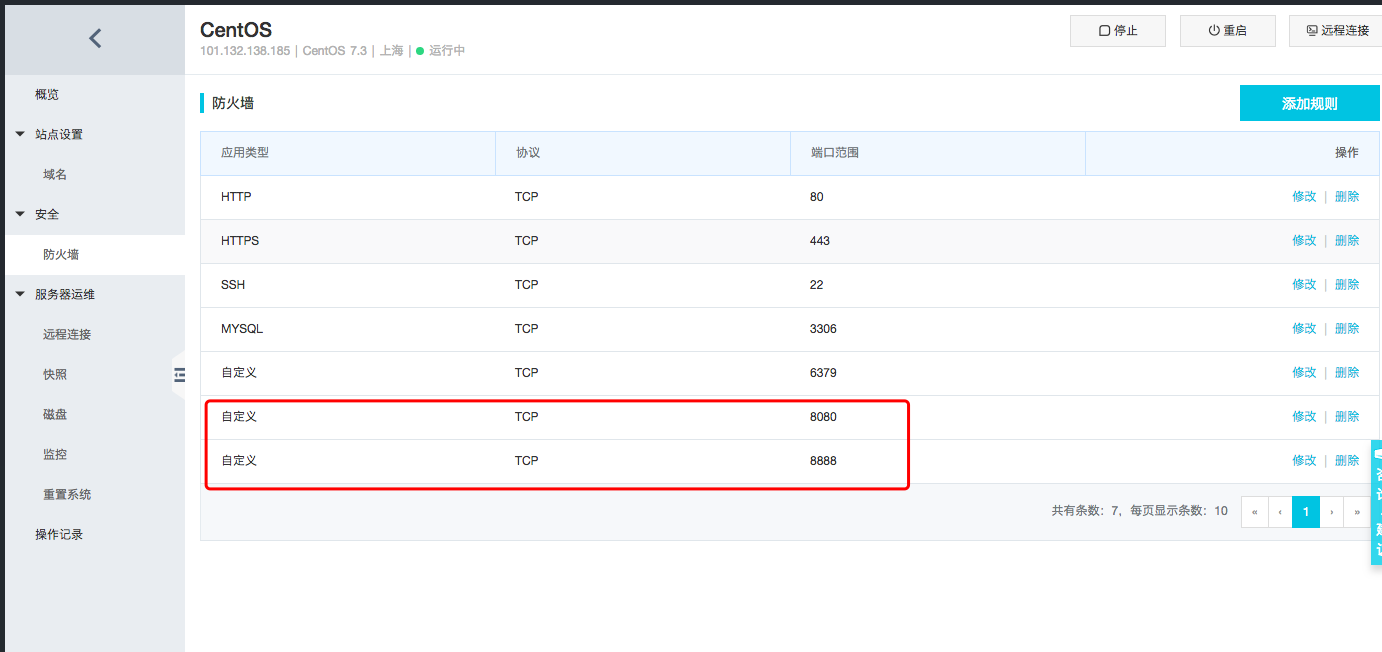 CentOS
101.132.138.185 | CentOS 7.3 | 上海 | 运行中
停止
重启
远程连接
概览
站点设置
域名
安全
防火墙
服务器运维
远程连接
快照
磁盘
监控
重置系统
操作记录
防火墙
添加规则
应用类型 协议 端口范围 操作
HTTP TCP 80 修改 | 删除
HTTPS TCP 443 修改 | 删除
SSH TCP 22 修改 | 删除
MYSQL TCP 3306 修改 | 删除
自定义 TCP 6379 修改 | 删除
自定义 TCP 8080 修改 | 删除
自定义 TCP 8888 修改 | 删除
共有条数: 7, 每页显示条数: 10 « ‹ 1 › »